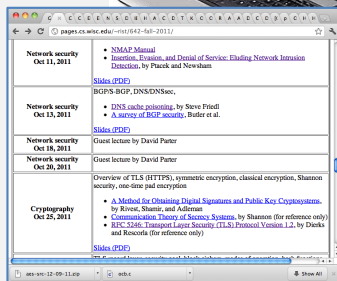 pages.cs.wisc.edu/~rist/642-fall-2011/
Network security
Oct 11, 2011
NMAP Manual
Insertion, Evasion, and Denial of Service: Eluding Network Intrusion
Detection, by Ptacek and Newsham
Slides (PDF)
Network security
Oct 13, 2011
BGP/S-BGP, DNS/DNSsec,
DNS cache poisoning, by Steve Friedl
A survey of BGP security, Butler et al.
Slides (PDF)
Network security
Oct 18, 2011
Guest lecture by David Parter
Network security
Oct 20, 2011
Guest lecture by David Parter
Cryptography
Oct 25, 2011
Overview of TLS (HTTPS), symmetric encryption, classical encryption, Shannon
security, one-time pad encryption
A Method for Obtaining Digital Signatures and Public Key Cryptosystems,
by Rivest, Shamir, and Adleman
Communication Theory of Secrecy Systems, by Shannon (for reference only)
RFC 5246: Transport Layer Security (TLS) Protocol Version 1.2, by Dierks
and Rescorla (for reference only)
Slides (PDF)
aes-src-12-09-11.zip
Show All